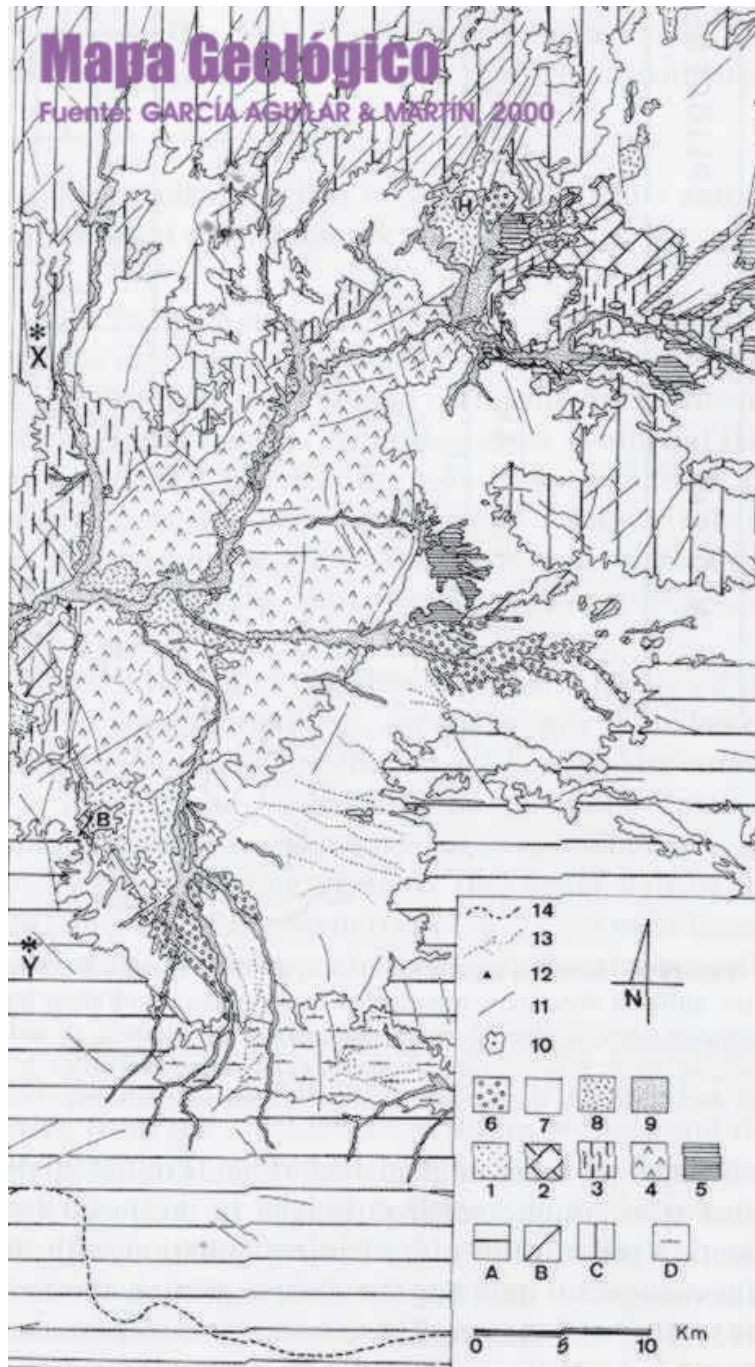 Mapa Geológico
Fuente: GARCÍA AGUILAR & MARTÍN, 2000
H
*
X
B
*
Y
14
13
12
11
10
N
6 7 8 9
1 2 3 4 5
A B C D
0 5 10 Km